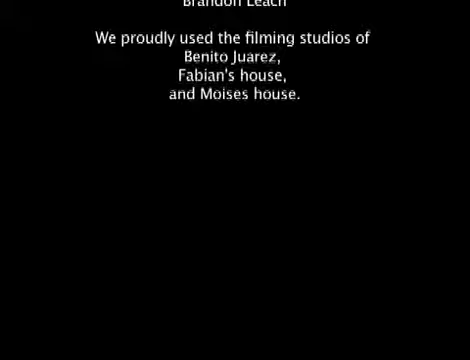 Brandon Leach
We proudly used the filming studios of
Benito Juarez,
Fabian's house,
and Moises house.